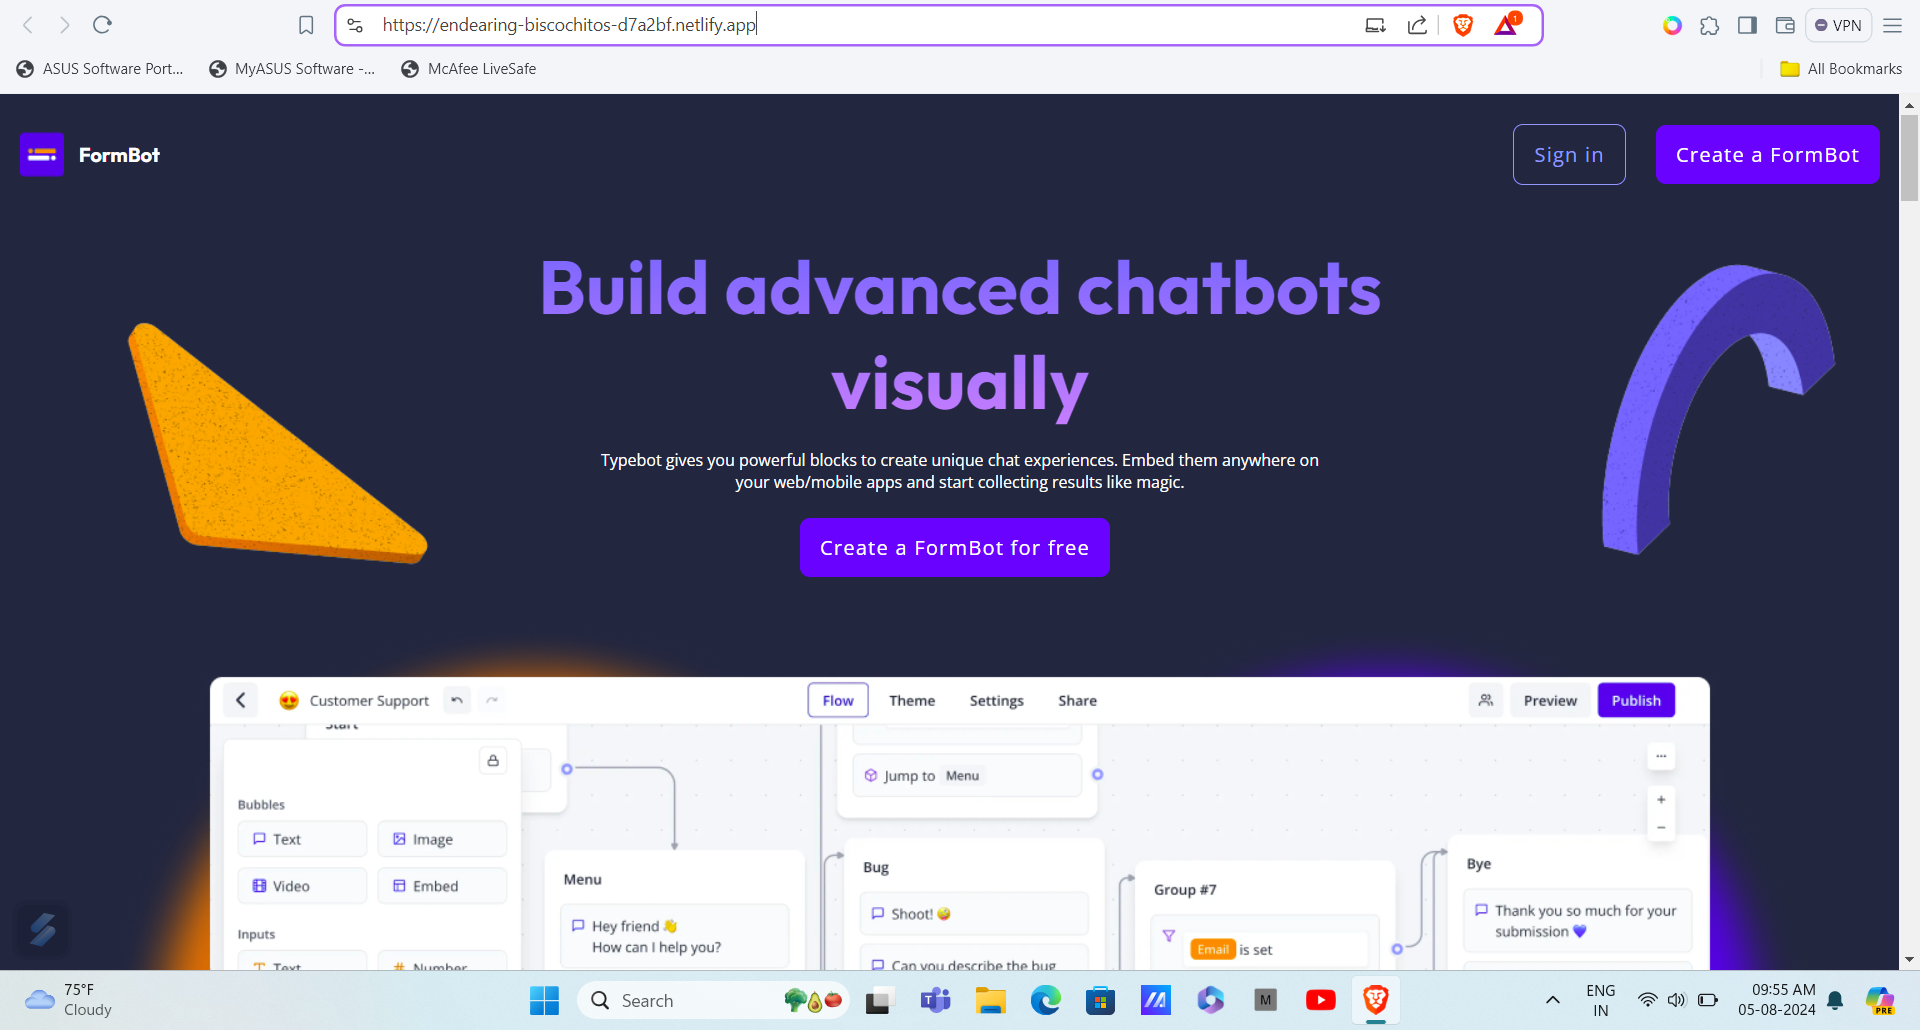 https://endearing-biscochitos-d7a2bf.netlify.app
1
VPN
ASUS Software Port...
MyASUS Software -...
McAfee LiveSafe
All Bookmarks
FormBot
Sign in
Create a FormBot
Build advanced chatbots
visually
Typebot gives you powerful blocks to create unique chat experiences. Embed them anywhere on
your web/mobile apps and start collecting results like magic.
Create a FormBot for free
Customer Support
Flow
Theme
Settings
Share
Preview
Publish
Start
Jump to Menu
Bubbles
Text
Image
Video
Embed
Inputs
Text
Number
Menu
Hey friend 👋
How can I help you?
Bug
Shoot! 🤪
Can you describe the bug
Group #7
Email is set
Bye
Thank you so much for your
submission 💜
75°F
Cloudy
Search
M
PRE
ENG
IN
09:55 AM
05-08-2024